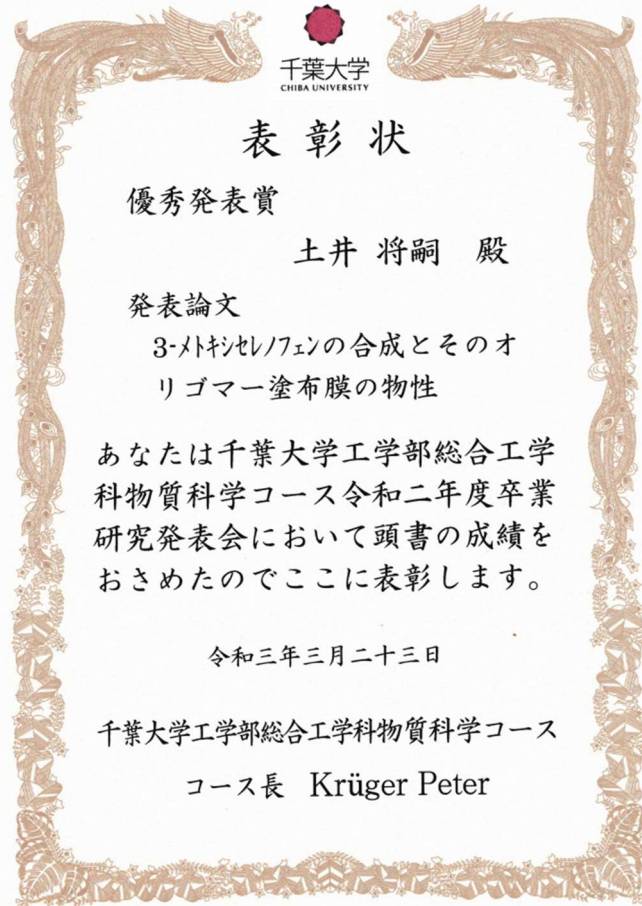 千葉大学
CHIBA UNIVERSITY
表彰状
優秀発表賞
土井 将嗣 殿
発表論文
3-ﾒﾄｷｼｾﾚﾉﾌｪﾝの合成とそのオ
リゴマー塗布膜の物性
あなたは千葉大学工学部総合工学
科物質科学コース令和二年度卒業
研究発表会において頭書の成績を
おさめたのでここに表彰します。
令和三年三月二十三日
千葉大学工学部総合工学科物質科学コース
コース長 Krüger Peter